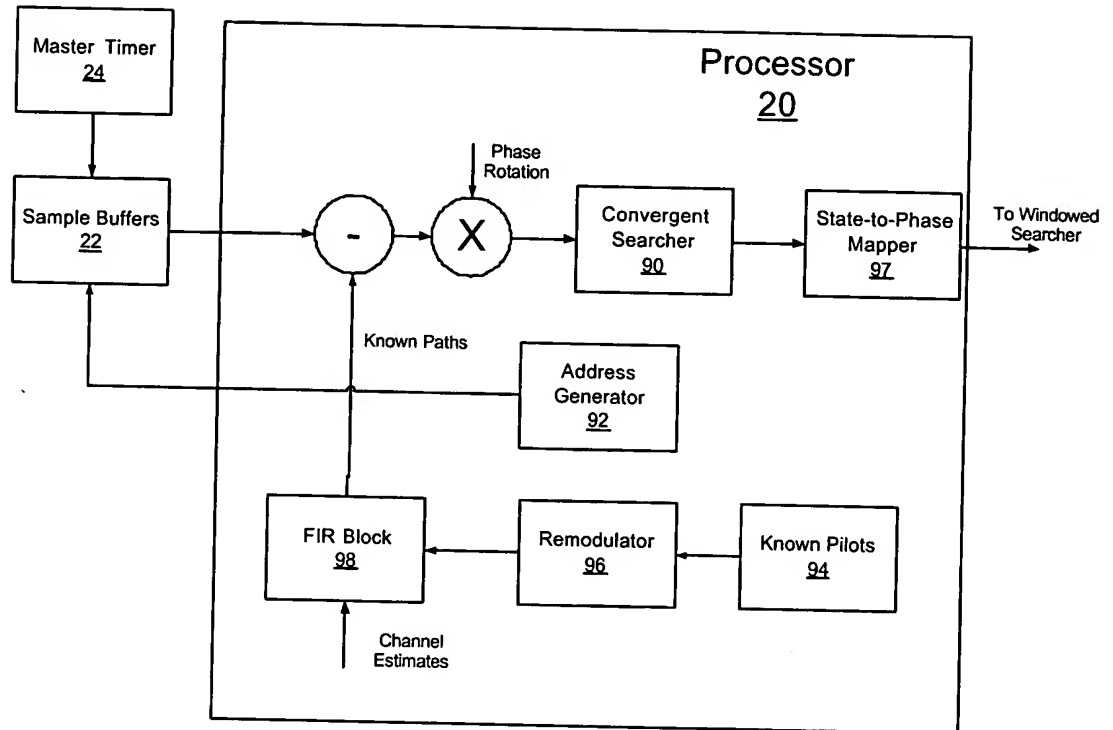 Master Timer
24
Processor
20
Phase
Rotation
Sample Buffers
22
-
X
Convergent
Searcher
90
State-to-Phase
Mapper
97
To Windowed
Searcher
Known Paths
Address
Generator
92
FIR Block
98
Remodulator
96
Known Pilots
94
Channel
Estimates